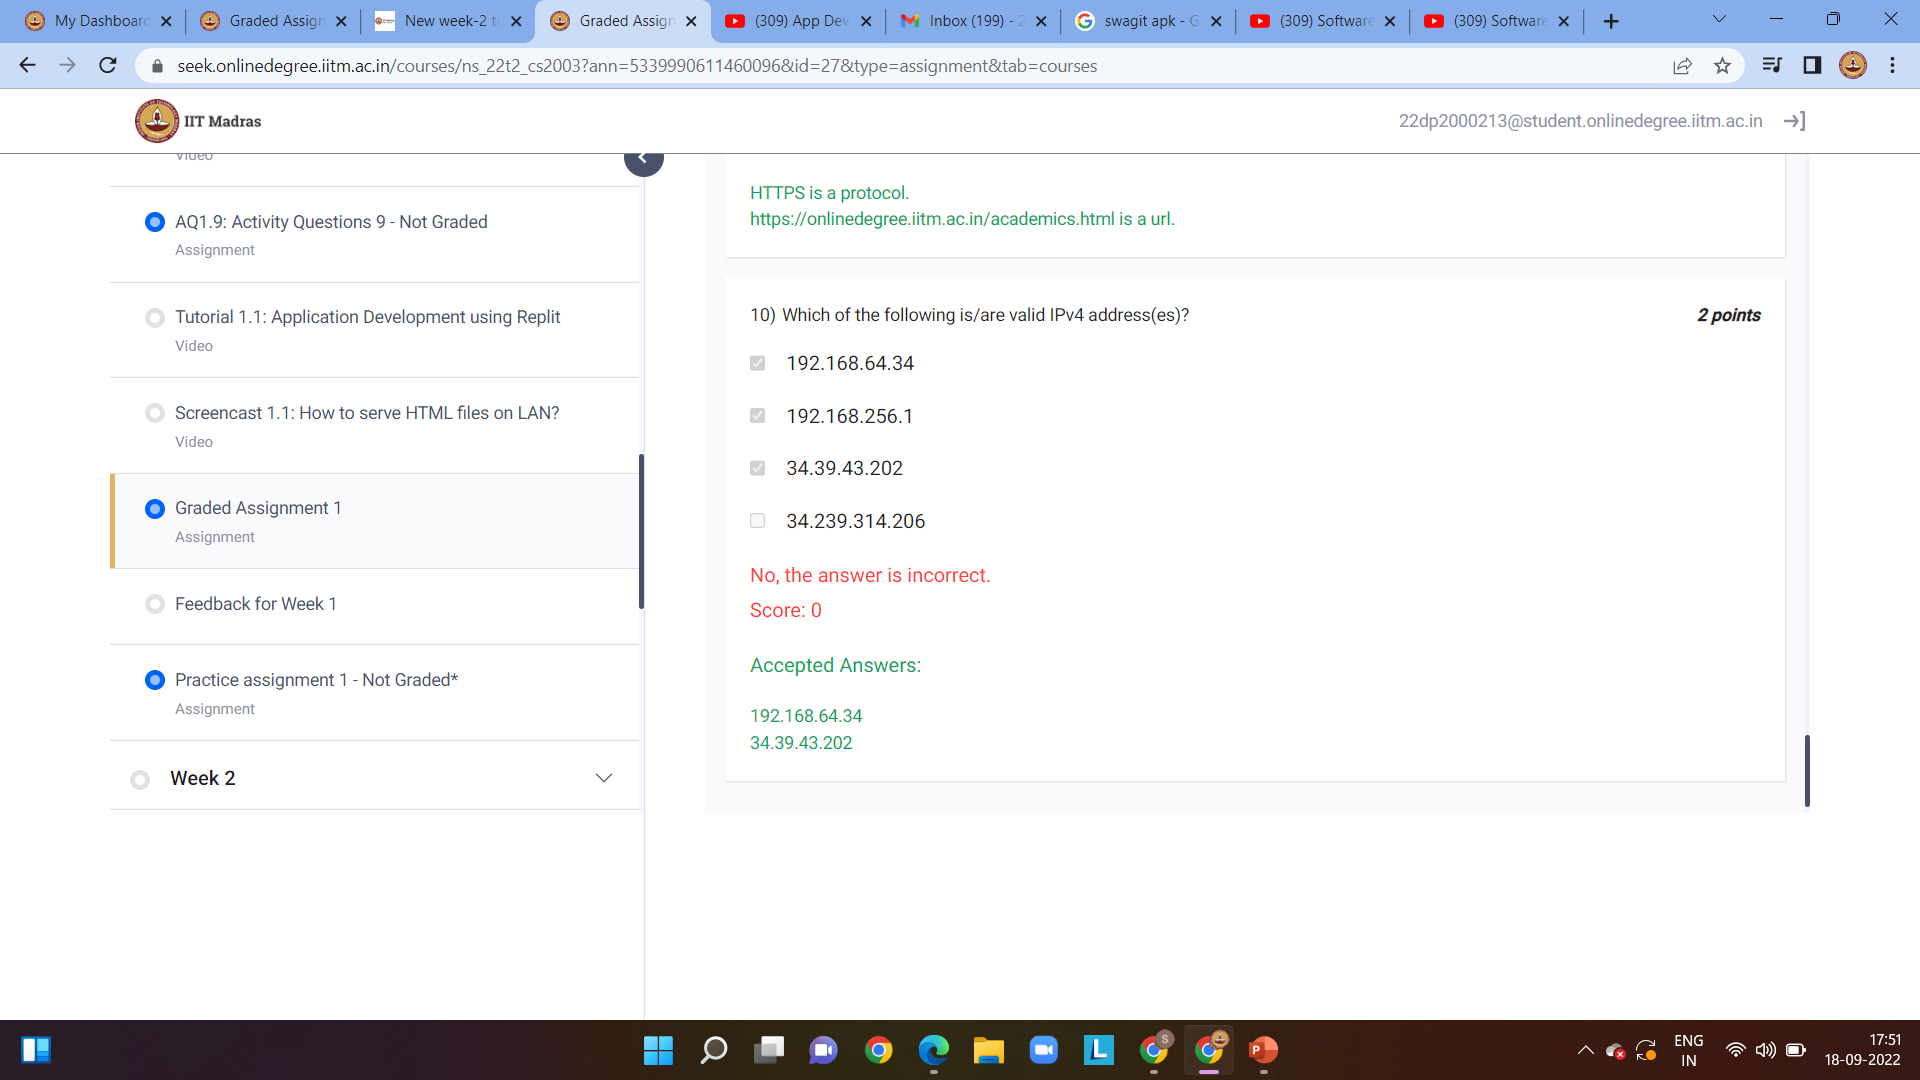 My Dashboard
Graded Assign
New week-2 t
Graded Assign
(309) App Dev
Inbox (199) - 2
swagit apk - G
(309) Software
(309) Software
seek.onlinedegree.iitm.ac.in/courses/ns_22t2_cs2003?ann=5339990611460096&id=27&type=assignment&tab=courses
IIT Madras
22dp2000213@student.onlinedegree.iitm.ac.in
Video
AQ1.9: Activity Questions 9 - Not Graded
Assignment
Tutorial 1.1: Application Development using Replit
Video
Screencast 1.1: How to serve HTML files on LAN?
Video
Graded Assignment 1
Assignment
Feedback for Week 1
Practice assignment 1 - Not Graded*
Assignment
Week 2
HTTPS is a protocol.
https://onlinedegree.iitm.ac.in/academics.html is a url.
10) Which of the following is/are valid IPv4 address(es)?
2 points
192.168.64.34
192.168.256.1
34.39.43.202
34.239.314.206
No, the answer is incorrect.
Score: 0
Accepted Answers:
192.168.64.34
34.39.43.202
L
S
P
ENG
IN
17:51
18-09-2022